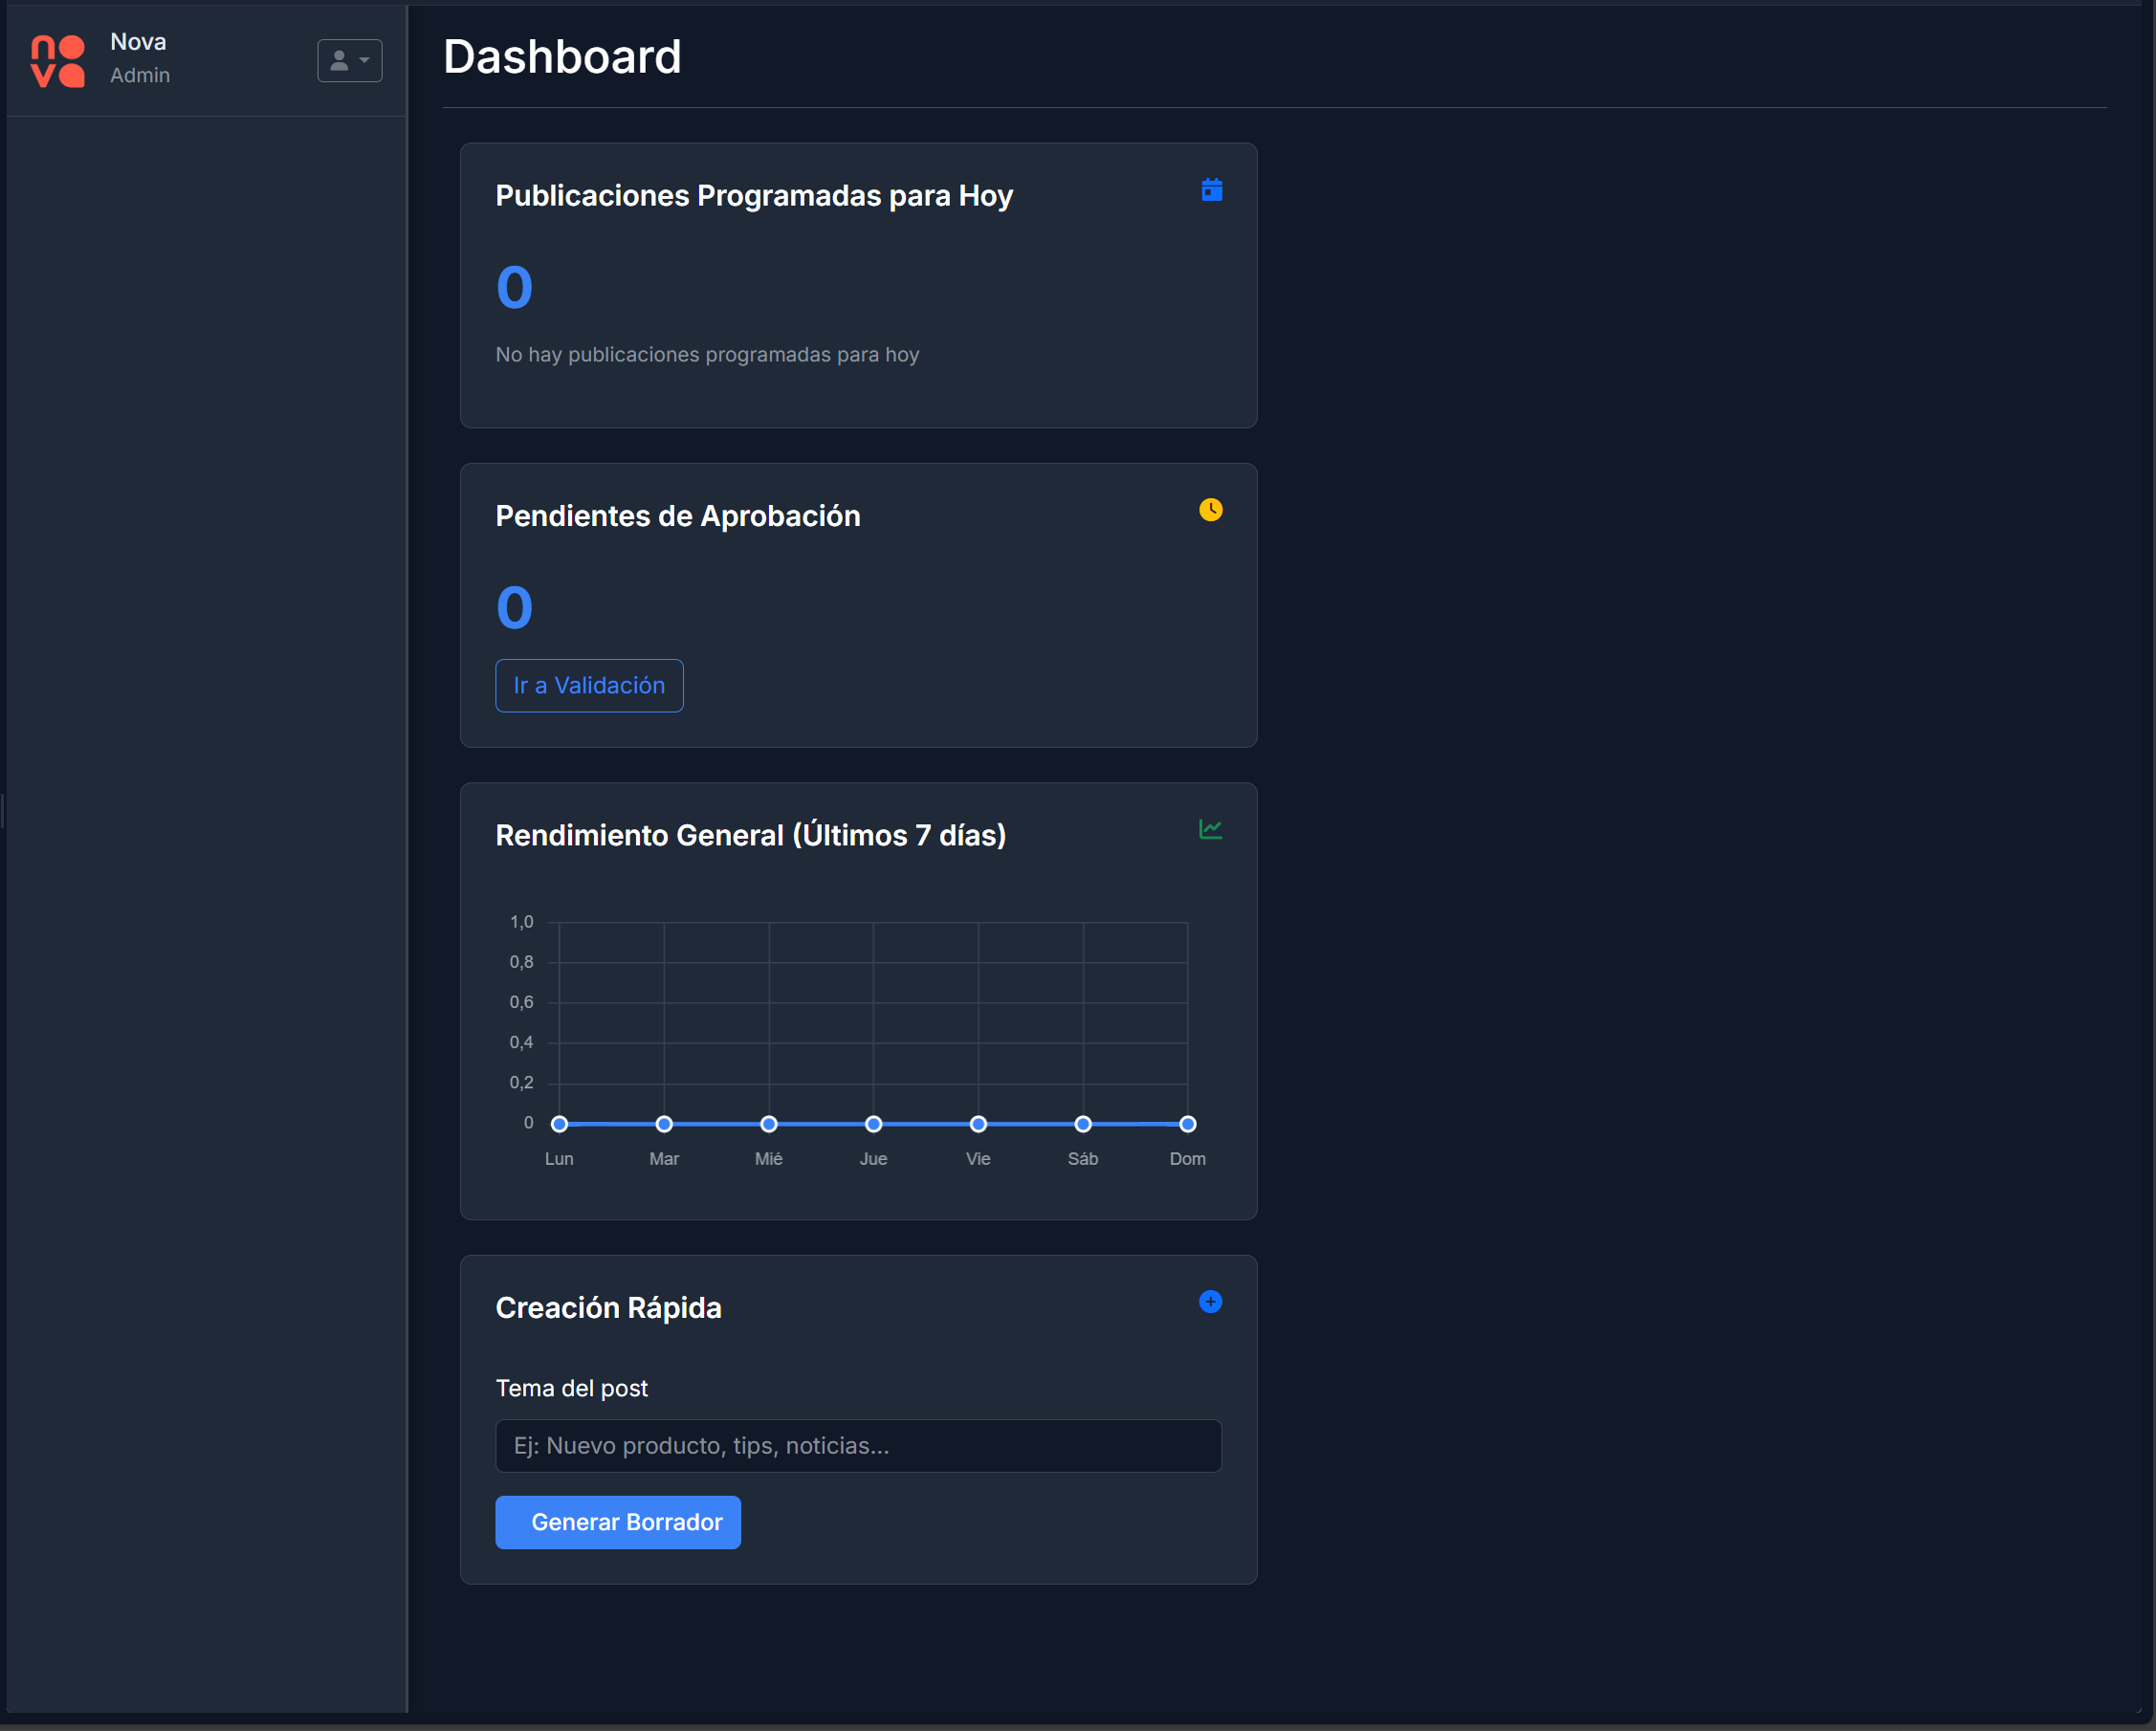 nova
Nova
Admin
Dashboard
Publicaciones Programadas para Hoy
0
No hay publicaciones programadas para hoy
Pendientes de Aprobación
0
Ir a Validación
Rendimiento General (Últimos 7 días)
1,0
0,8
0,6
0,4
0,2
0
Lun Mar Mié Jue Vie Sáb Dom
Creación Rápida
Tema del post
Ej: Nuevo producto, tips, noticias...
Generar Borrador